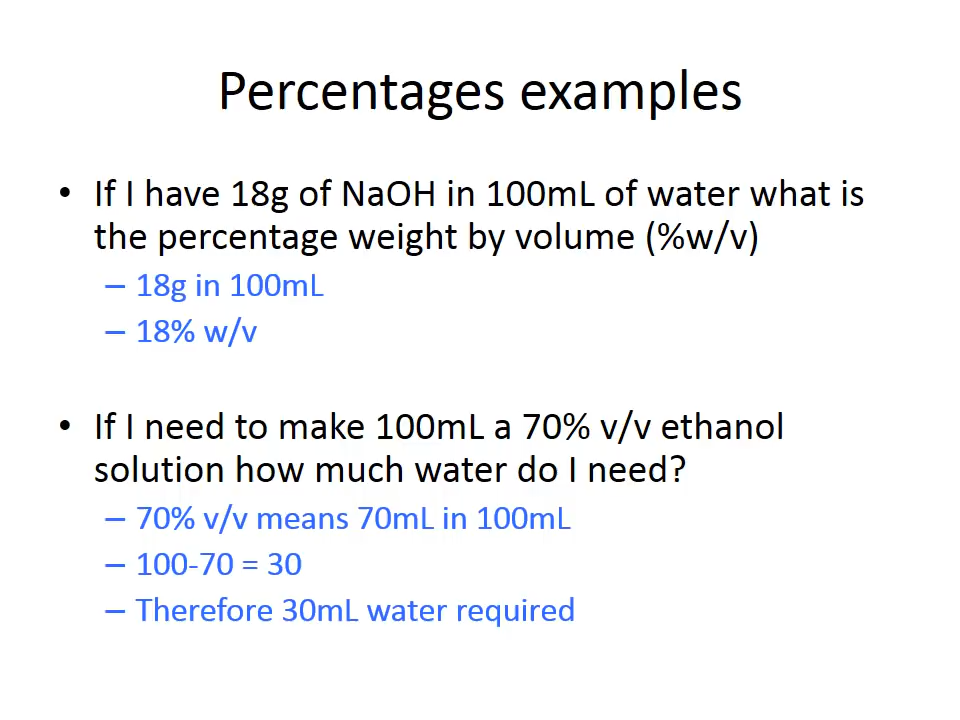 Percentages examples
• If I have 18g of NaOH in 100mL of water what is
the percentage weight by volume (%w/v)
– 18g in 100mL
– 18% w/v
• If I need to make 100mL a 70% v/v ethanol
solution how much water do I need?
– 70% v/v means 70mL in 100mL
– 100-70 = 30
– Therefore 30mL water required